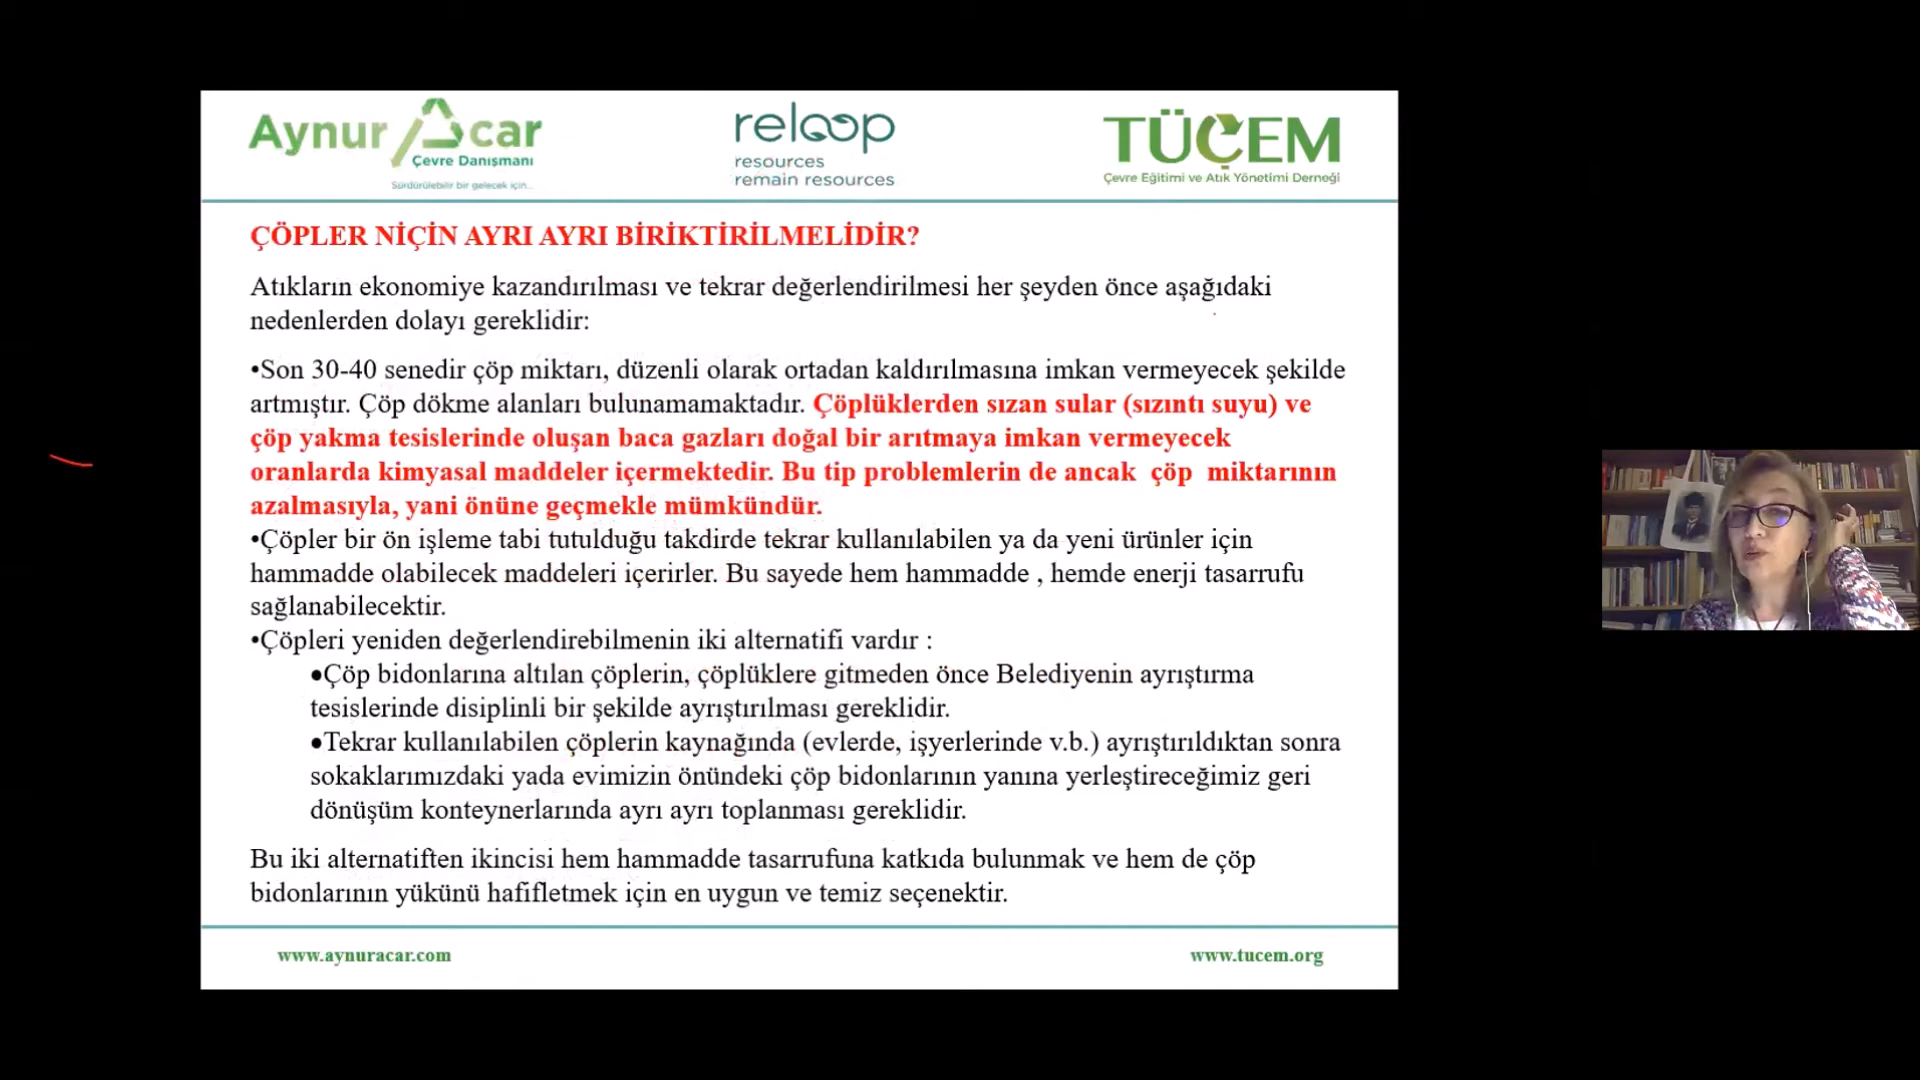 Aynur Acar
Çevre Danışmanı
Sürdürülebilir bir gelecek için...
reloop
resources
remain resources
TÜÇEM
Çevre Eğitimi ve Atık Yönetimi Derneği
ÇÖPLER NİÇİN AYRI AYRI BİRİKTİRİLMELİDİR?
Atıkların ekonomiye kazandırılması ve tekrar değerlendirilmesi her şeyden önce aşağıdaki
nedenlerden dolayı gereklidir:
•Son 30-40 senedir çöp miktarı, düzenli olarak ortadan kaldırılmasına imkan vermeyecek şekilde
artmıştır. Çöp dökme alanları bulunamamaktadır. Çöplüklerden sızan sular (sızıntı suyu) ve
çöp yakma tesislerinde oluşan baca gazları doğal bir arıtmaya imkan vermeyecek
oranlarda kimyasal maddeler içermektedir. Bu tip problemlerin de ancak çöp miktarının
azalmasıyla, yani önüne geçmekle mümkündür.
•Çöpler bir ön işleme tabi tutulduğu takdirde tekrar kullanılabilen ya da yeni ürünler için
hammadde olabilecek maddeleri içerirler. Bu sayede hem hammadde , hemde enerji tasarrufu
sağlanabilecektir.
•Çöpleri yeniden değerlendirebilmenin iki alternatifi vardır :
•Çöp bidonlarına altılan çöplerin, çöplüklere gitmeden önce Belediyenin ayrıştırma
tesislerinde disiplinli bir şekilde ayrıştırılması gereklidir.
•Tekrar kullanılabilen çöplerin kaynağında (evlerde, işyerlerinde v.b.) ayrıştırıldıktan sonra
sokaklarımızdaki yada evimizin önündeki çöp bidonlarının yanına yerleştireceğimiz geri
dönüşüm konteynerlarında ayrı ayrı toplanması gereklidir.
Bu iki alternatiften ikincisi hem hammadde tasarrufuna katkıda bulunmak ve hem de çöp
bidonlarının yükünü hafifletmek için en uygun ve temiz seçenektir.
www.aynuracar.com
www.tucem.org